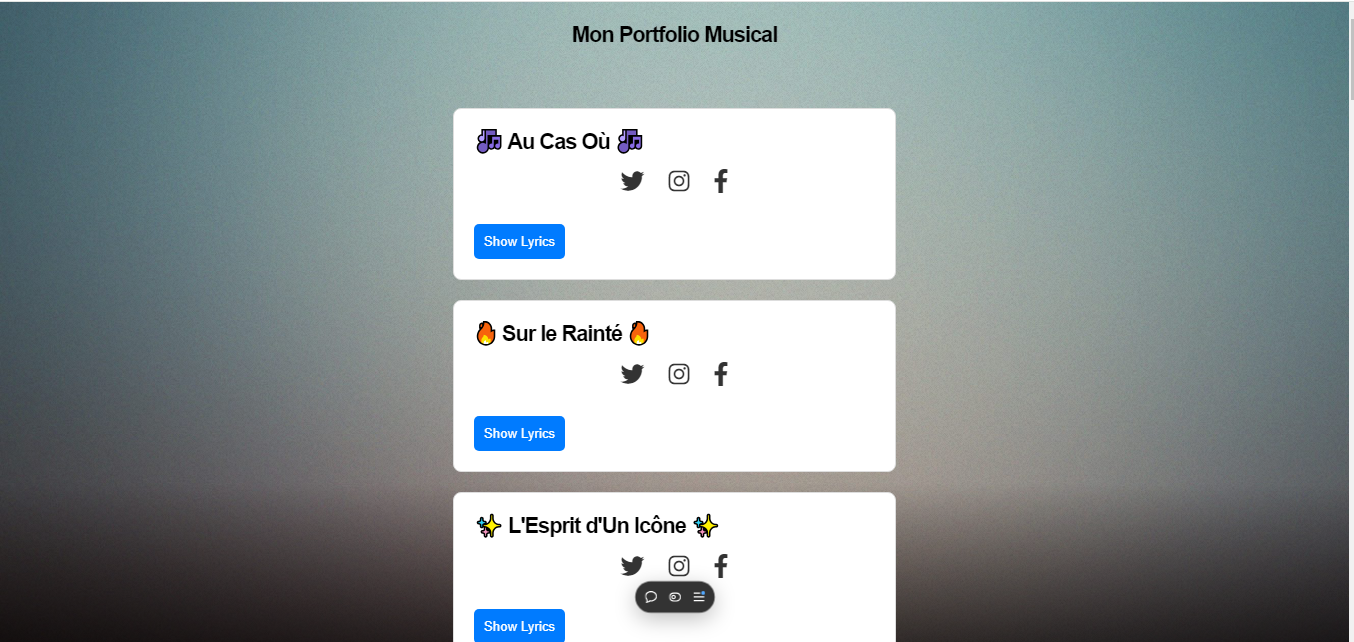 Mon Portfolio Musical
Au Cas Où
Show Lyrics
Sur le Rainté
Show Lyrics
L'Esprit d'Un Icône
Show Lyrics